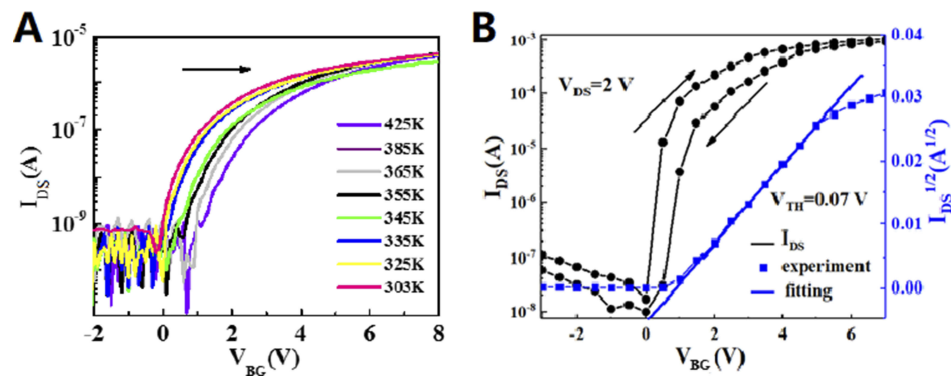 A
I_DS(A)
10^-5
10^-7
10^-9
425K
385K
365K
355K
345K
335K
325K
303K
-2 0 2 4 6 8
V_BG(V)
B
I_DS(A)
10^-3
10^-4
10^-5
10^-6
10^-7
10^-8
V_DS=2 V
V_TH=0.07 V
I_DS
experiment
fitting
-2 0 2 4 6
V_BG(V)
0.04
0.03
0.02
0.01
0.00
I_DS^1/2(A^1/2)